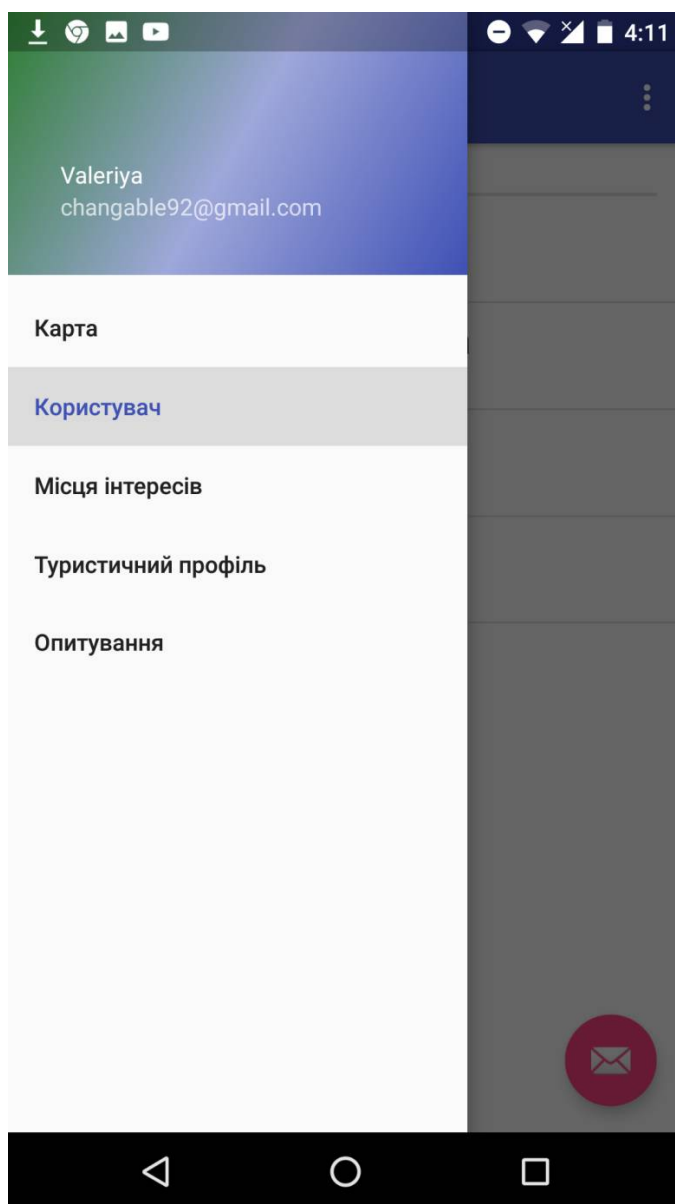 4:11
Valeriya
changable92@gmail.com
Карта
Користувач
Місця інтересів
Туристичний профіль
Опитування